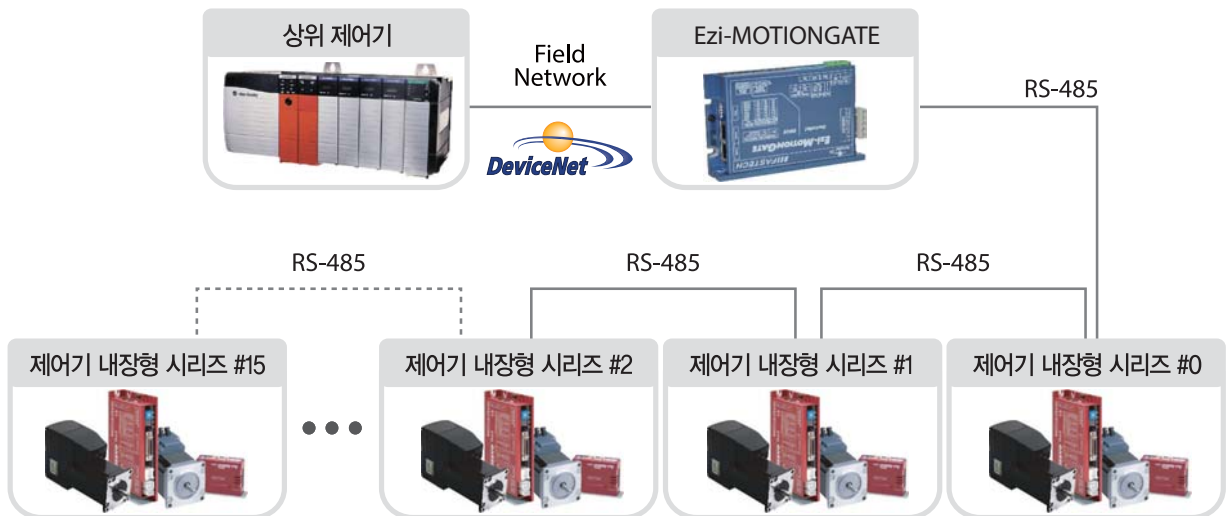 상위 제어기
Field
Network
DeviceNet
Ezi-MOTIONGATE
Ezi-MOTIONGATE
FASTECH
RS-485
RS-485
RS-485
RS-485
제어기 내장형 시리즈 #15
제어기 내장형 시리즈 #2
제어기 내장형 시리즈 #1
제어기 내장형 시리즈 #0